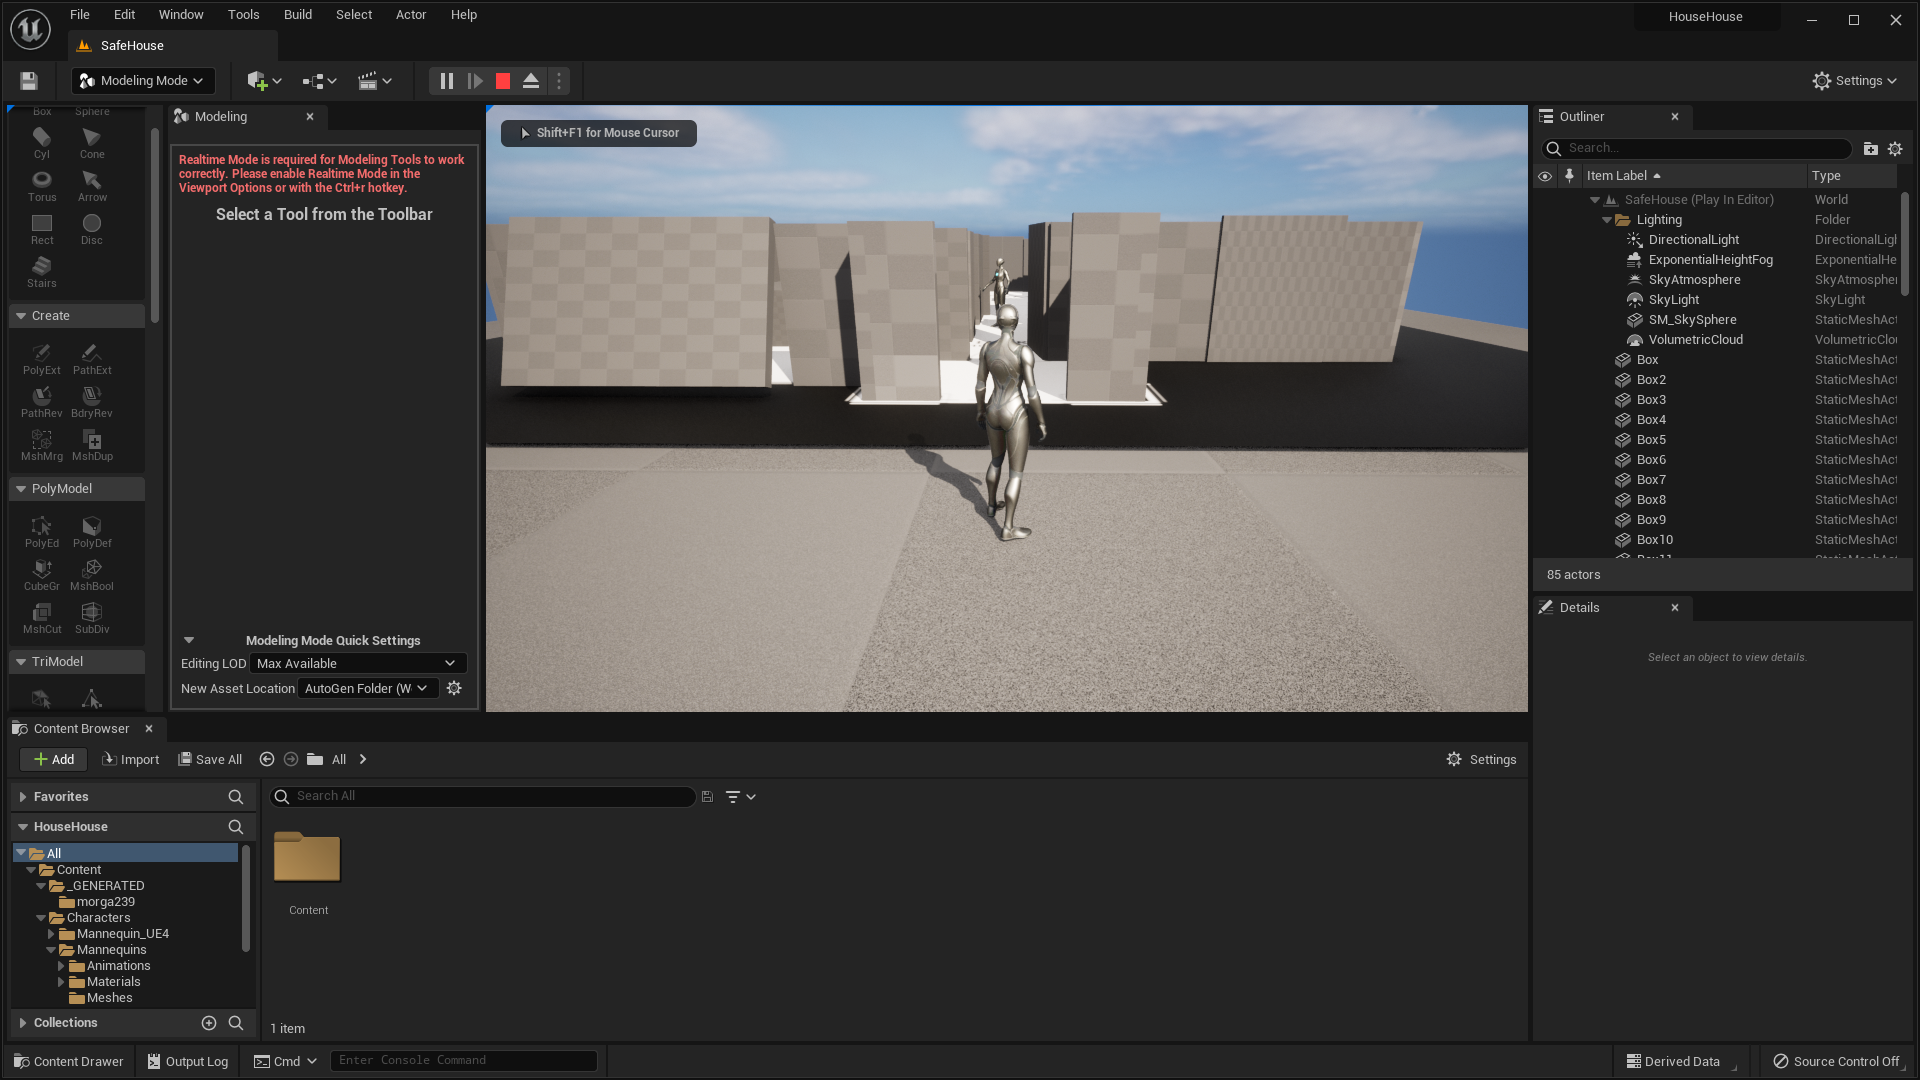 File Edit Window Tools Build Select Actor Help
HouseHouse
SafeHouse
Modeling Mode
Settings
Box Sphere
Cyl Cone
Torus Arrow
Rect Disc
Stairs
Create
PolyExt PathExt
PathRev BdryRev
MshMrg MshDup
PolyModel
PolyEd PolyDef
CubeGr MshBool
MshCut SubDiv
TriModel
Modeling
Realtime Mode is required for Modeling Tools to work
correctly. Please enable Realtime Mode in the
Viewport Options or with the Ctrl+r hotkey.
Select a Tool from the Toolbar
Modeling Mode Quick Settings
Editing LOD Max Available
New Asset Location AutoGen Folder (W
Shift+F1 for Mouse Cursor
Outliner
Search...
Item Label Type
SafeHouse (Play In Editor) World
Lighting Folder
DirectionalLight DirectionalLigh
ExponentialHeightFog ExponentialHe
SkyAtmosphere SkyAtmospher
SkyLight SkyLight
SM_SkySphere StaticMeshAct
VolumetricCloud VolumetricClou
Box StaticMeshAct
Box2 StaticMeshAct
Box3 StaticMeshAct
Box4 StaticMeshAct
Box5 StaticMeshAct
Box6 StaticMeshAct
Box7 StaticMeshAct
Box8 StaticMeshAct
Box9 StaticMeshAct
Box10 StaticMeshAct
85 actors
Details
Select an object to view details.
Content Browser
Add Import Save All All Settings
Favorites
HouseHouse
All
Content
_GENERATED
morga239
Characters
Mannequin_UE4
Mannequins
Animations
Materials
Meshes
Collections
Search All
Content
1 item
Content Drawer Output Log Cmd Enter Console Command Derived Data Source Control Off